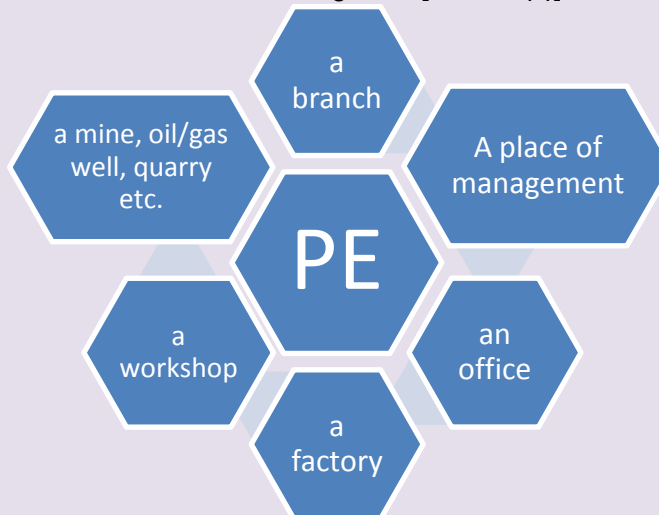 a
branch
A place of
management
an
office
a
factory
a
workshop
a mine, oil/gas
well, quarry
etc.
PE